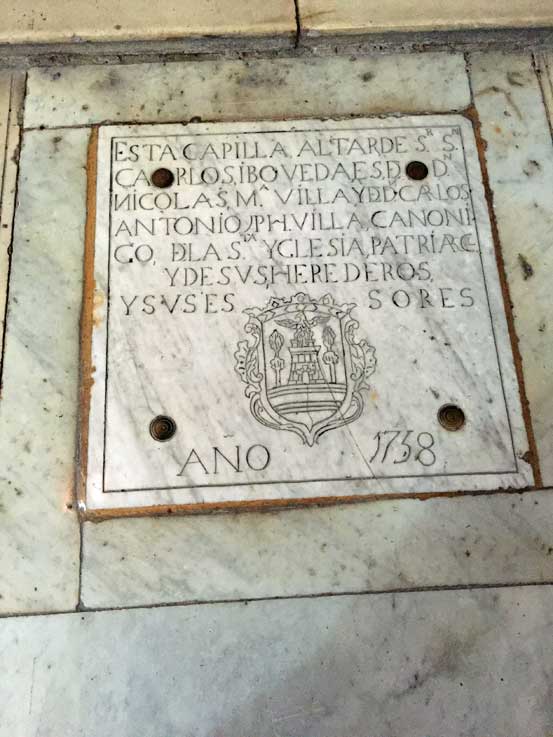 ESTA CAPILLA, ALTAR DE S.R S.N
CARLOS, I BOVEDA ES D. D.N
NICOLAS, M.A VILLA Y D D. CARLOS
ANTONIO, JPH. VILLA, CANONI
GO, DLA S.TA YGLESIA, PATRIARC
Y DE SUS, HEREDEROS,
Y SUS ES SORES
AÑO 1738